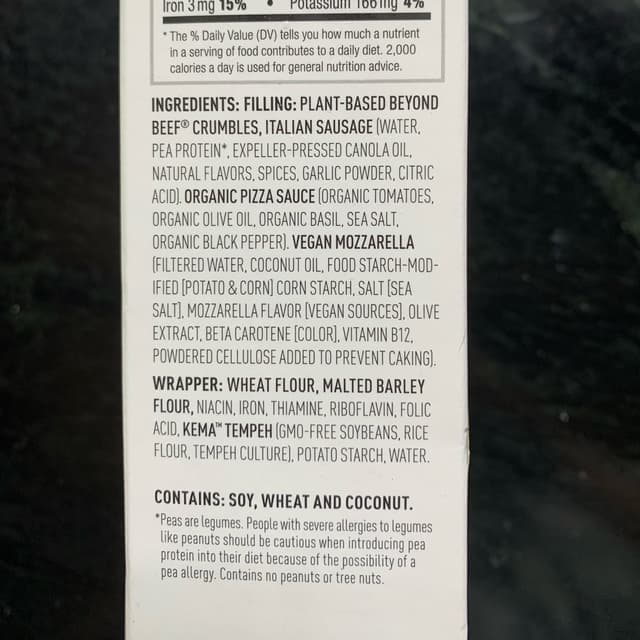 Iron 3 mg 15% • Potassium 166 mg 4%
* The % Daily Value (DV) tells you how much a nutrient
in a serving of food contributes to a daily diet. 2,000
calories a day is used for general nutrition advice.
INGREDIENTS: FILLING: PLANT-BASED BEYOND
BEEF® CRUMBLES, ITALIAN SAUSAGE (WATER,
PEA PROTEIN*, EXPELLER-PRESSED CANOLA OIL,
NATURAL FLAVORS, SPICES, GARLIC POWDER, CITRIC
ACID). ORGANIC PIZZA SAUCE (ORGANIC TOMATOES,
ORGANIC OLIVE OIL, ORGANIC BASIL, SEA SALT,
ORGANIC BLACK PEPPER). VEGAN MOZZARELLA
(FILTERED WATER, COCONUT OIL, FOOD STARCH-MOD-
IFIED [POTATO & CORN] CORN STARCH, SALT [SEA
SALT], MOZZARELLA FLAVOR [VEGAN SOURCES], OLIVE
EXTRACT, BETA CAROTENE [COLOR], VITAMIN B12,
POWDERED CELLULOSE ADDED TO PREVENT CAKING).
WRAPPER: WHEAT FLOUR, MALTED BARLEY
FLOUR, NIACIN, IRON, THIAMINE, RIBOFLAVIN, FOLIC
ACID, KEMA™ TEMPEH (GMO-FREE SOYBEANS, RICE
FLOUR, TEMPEH CULTURE), POTATO STARCH, WATER.
CONTAINS: SOY, WHEAT AND COCONUT.
*Peas are legumes. People with severe allergies to legumes
like peanuts should be cautious when introducing pea
protein into their diet because of the possibility of a
pea allergy. Contains no peanuts or tree nuts.